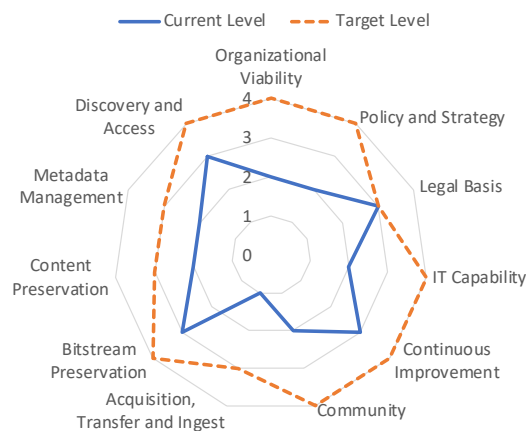 Current Level
Target Level
Organizational
Viability
Policy and Strategy
Legal Basis
IT Capability
Continuous
Improvement
Community
Acquisition,
Transfer and Ingest
Bitstream
Preservation
Content
Preservation
Metadata
Management
Discovery and
Access
4
3
2
1
0